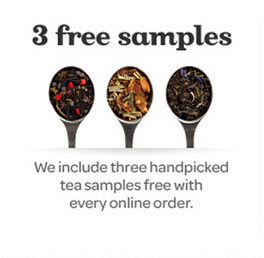 3 free samples
We include three handpicked
tea samples free with
every online order.